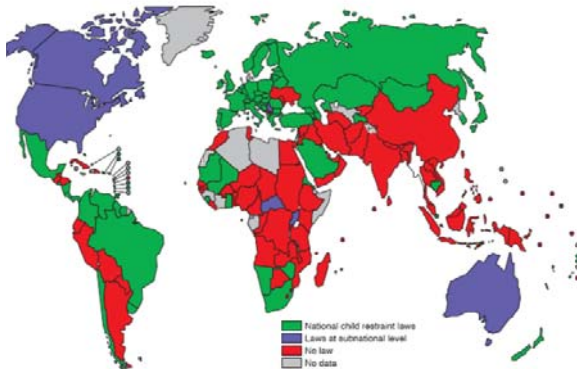 National child restraint laws
Laws at subnational level
No law
No data